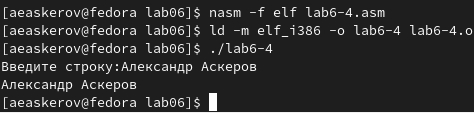 [aeaskerov@fedora lab06]$ nasm -f elf lab6-4.asm
[aeaskerov@fedora lab06]$ ld -m elf_i386 -o lab6-4 lab6-4.o
[aeaskerov@fedora lab06]$ ./lab6-4
Введите строку:Александр Аскеров
Александр Аскеров
[aeaskerov@fedora lab06]$